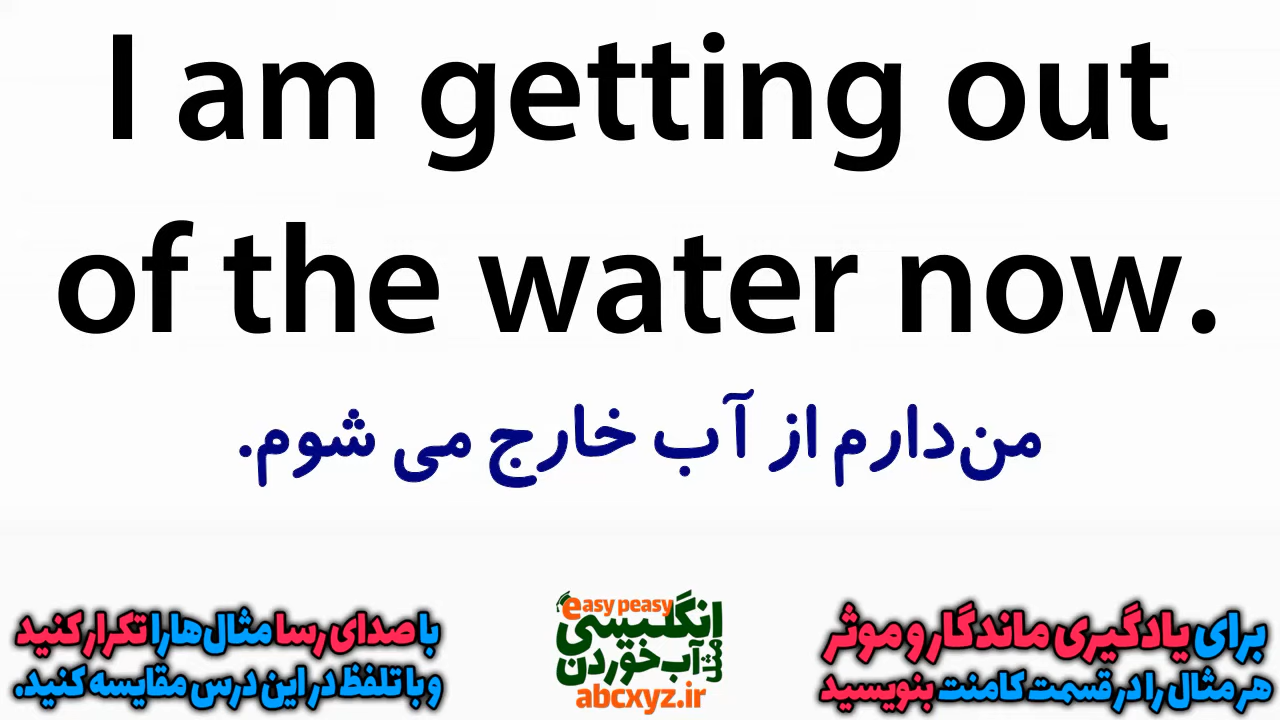 I am getting out
of the water now.
من دارم از آب خارج می شوم.
برای یادگیری ماندگار و موثر
هر مثال را در قسمت کامنت بنویسید
easy peasy
انگلیسی
مثل آب خوردن
abcxyz.ir
با صدای رسا مثال‌ها را تکرار کنید
و با تلفظ در این درس مقایسه کنید.